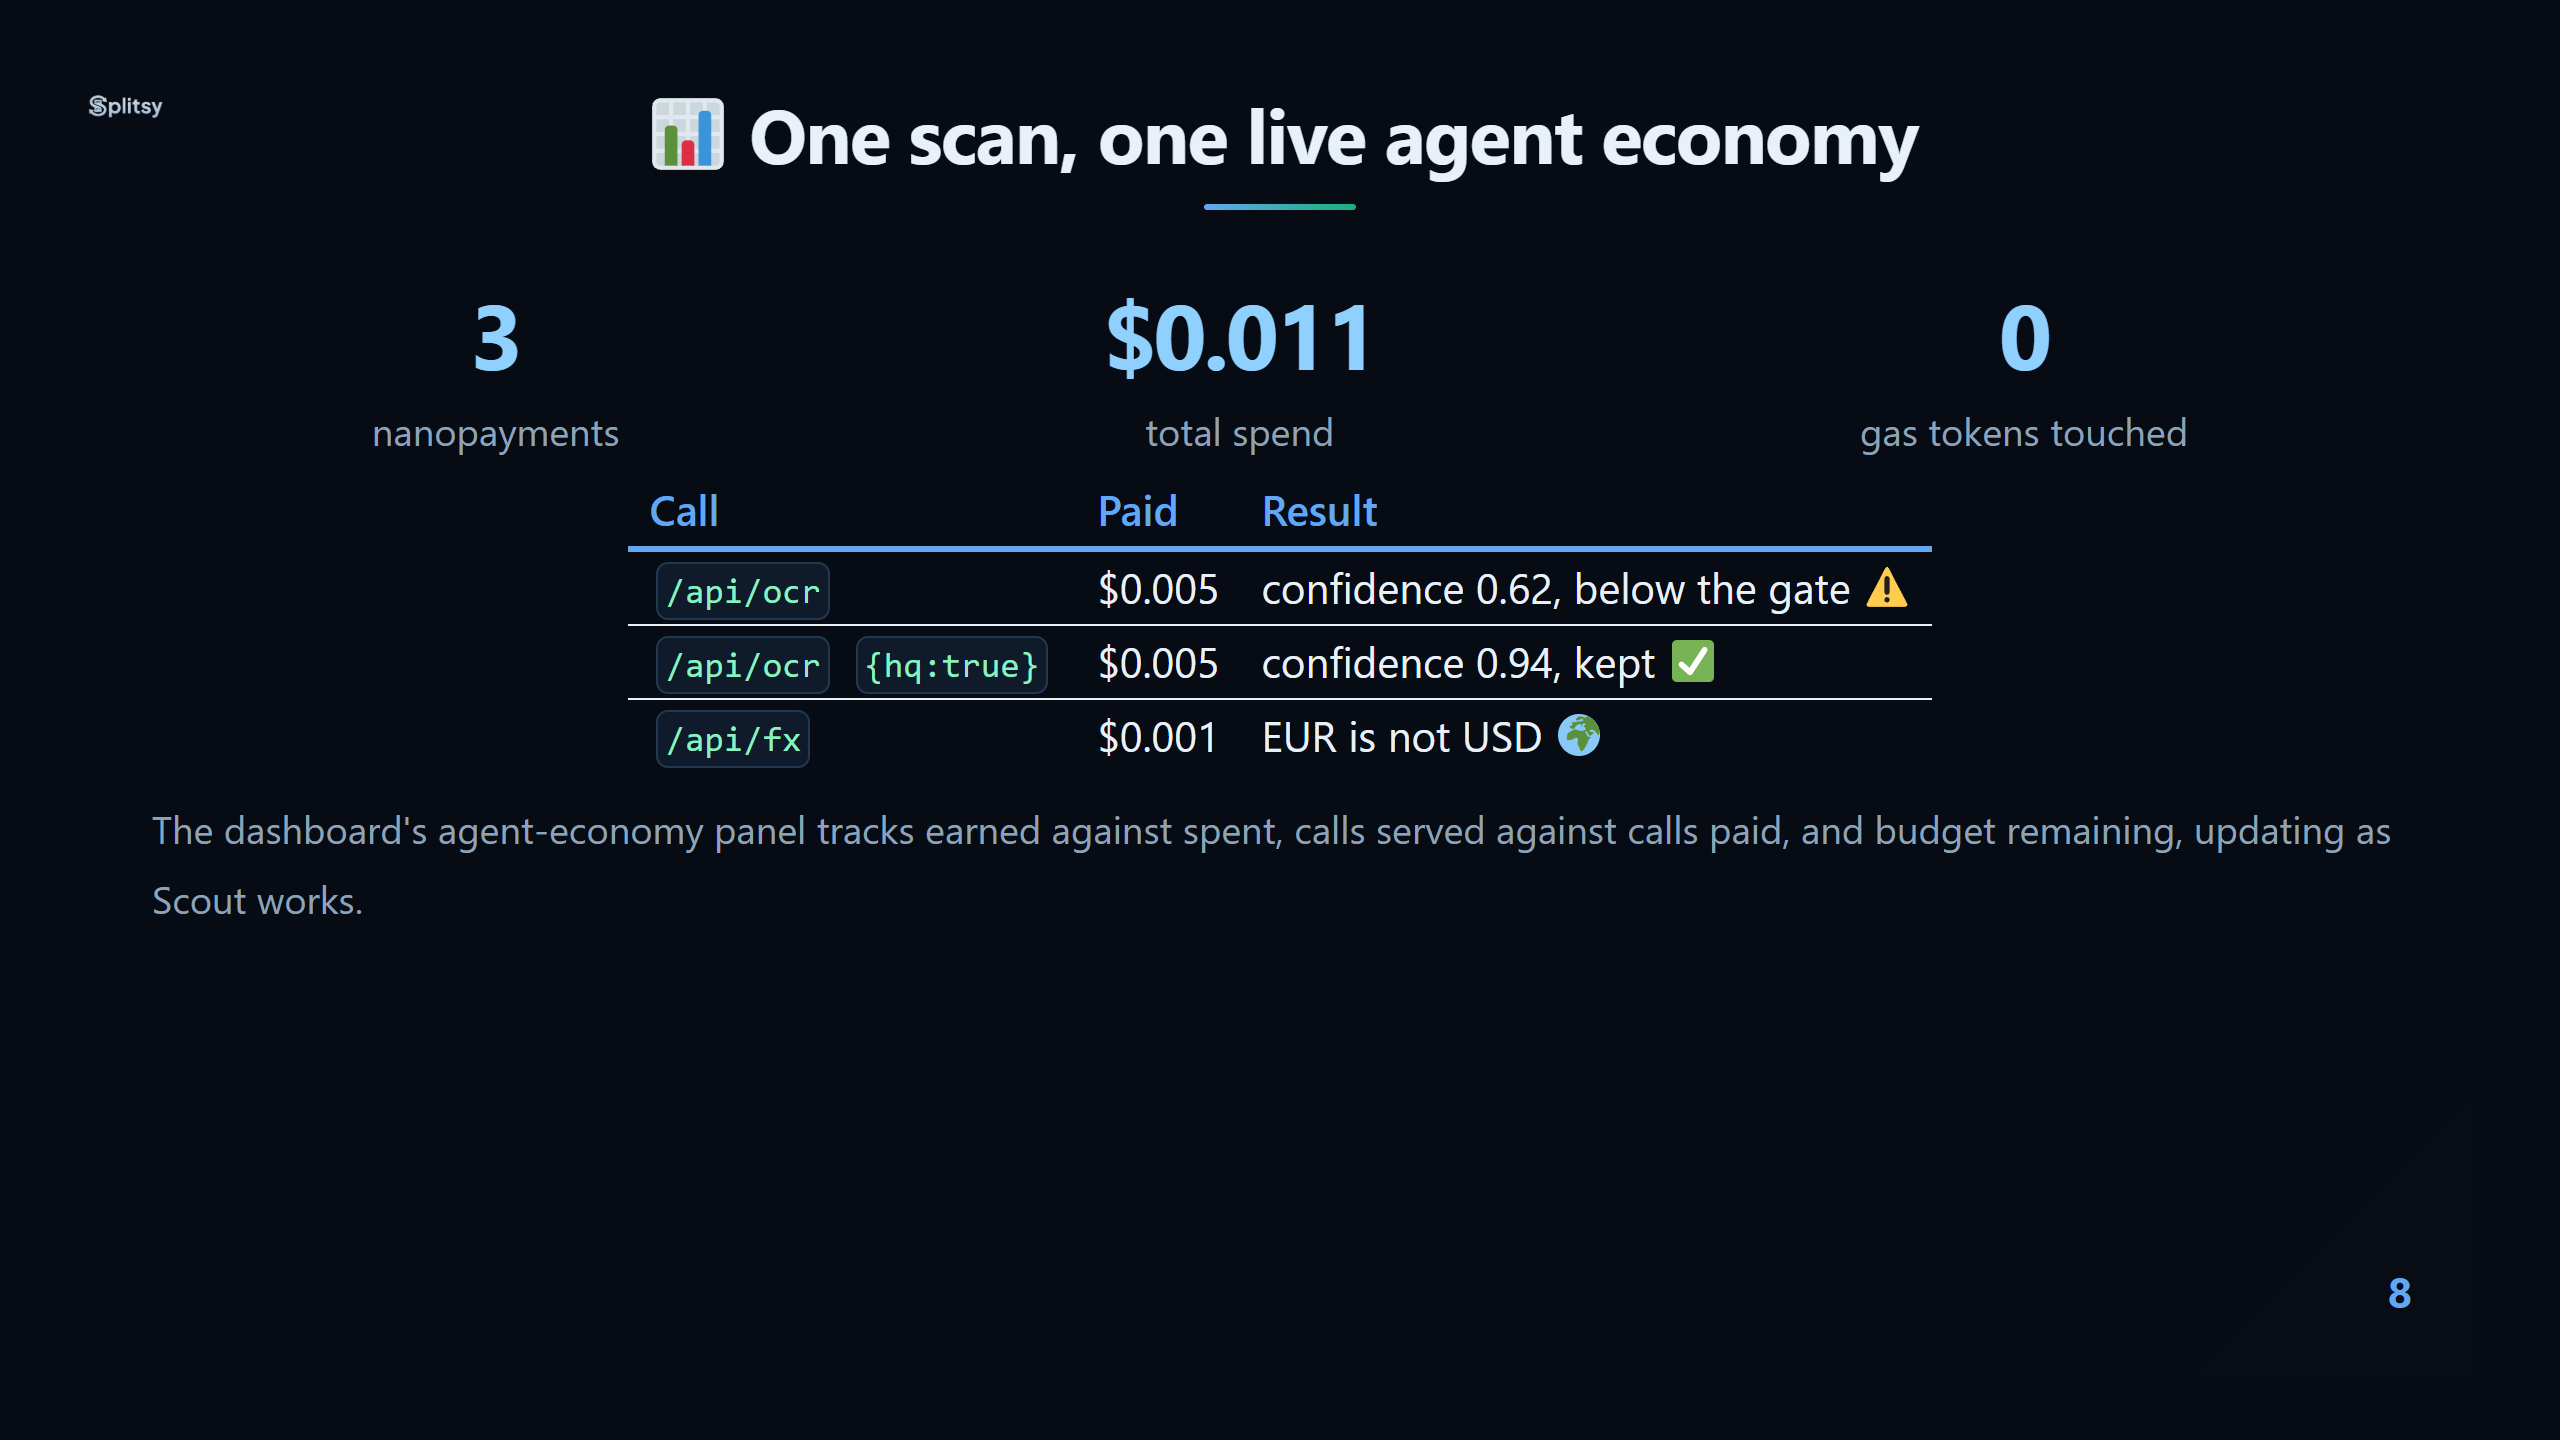 Splitsy
📊 One scan, one live agent economy
3 $0.011 0
nanopayments total spend gas tokens touched
Call Paid Result
/api/ocr $0.005 confidence 0.62, below the gate ⚠️
/api/ocr {hq:true} $0.005 confidence 0.94, kept ✅
/api/fx $0.001 EUR is not USD 🌍
The dashboard's agent-economy panel tracks earned against spent, calls served against calls paid, and budget remaining, updating as
Scout works.
8